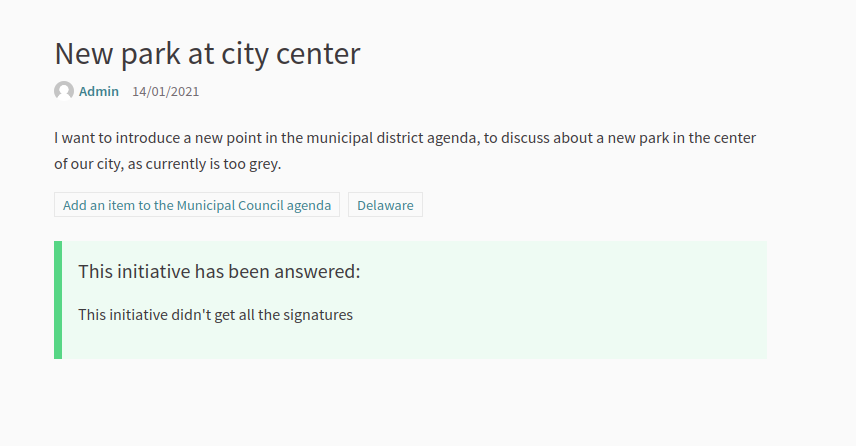 New park at city center
Admin 14/01/2021
I want to introduce a new point in the municipal district agenda, to discuss about a new park in the center
of our city, as currently is too grey.
Add an item to the Municipal Council agenda Delaware
This initiative has been answered:
This initiative didn't get all the signatures